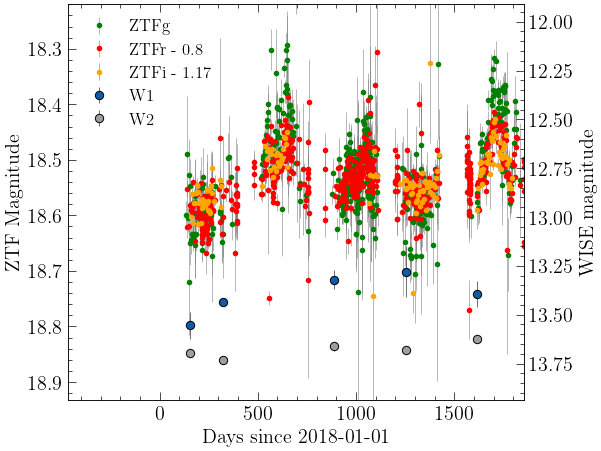 ZTFg
ZTFr - 0.8
ZTFi - 1.17
W1
W2
ZTF Magnitude
18.3
18.4
18.5
18.6
18.7
18.8
18.9
WISE magnitude
12.00
12.25
12.50
12.75
13.00
13.25
13.50
13.75
0
500
1000
1500
Days since 2018-01-01